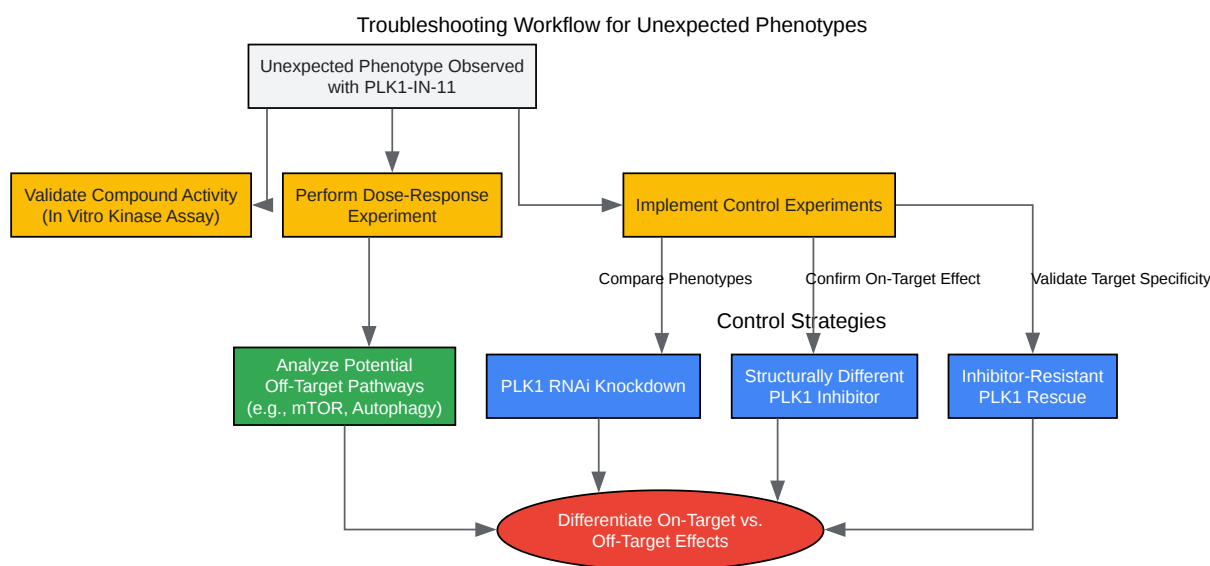 Troubleshooting Workflow for Unexpected Phenotypes
Unexpected Phenotype Observed
with PLK1-IN-11
Validate Compound Activity
(In Vitro Kinase Assay)
Perform Dose-Response
Experiment
Implement Control Experiments
Compare Phenotypes
Confirm On-Target Effect
Validate Target Specificity
Control Strategies
Analyze Potential
Off-Target Pathways
(e.g., mTOR, Autophagy)
PLK1 RNAi Knockdown
Structurally Different
PLK1 Inhibitor
Inhibitor-Resistant
PLK1 Rescue
Differentiate On-Target vs.
Off-Target Effects